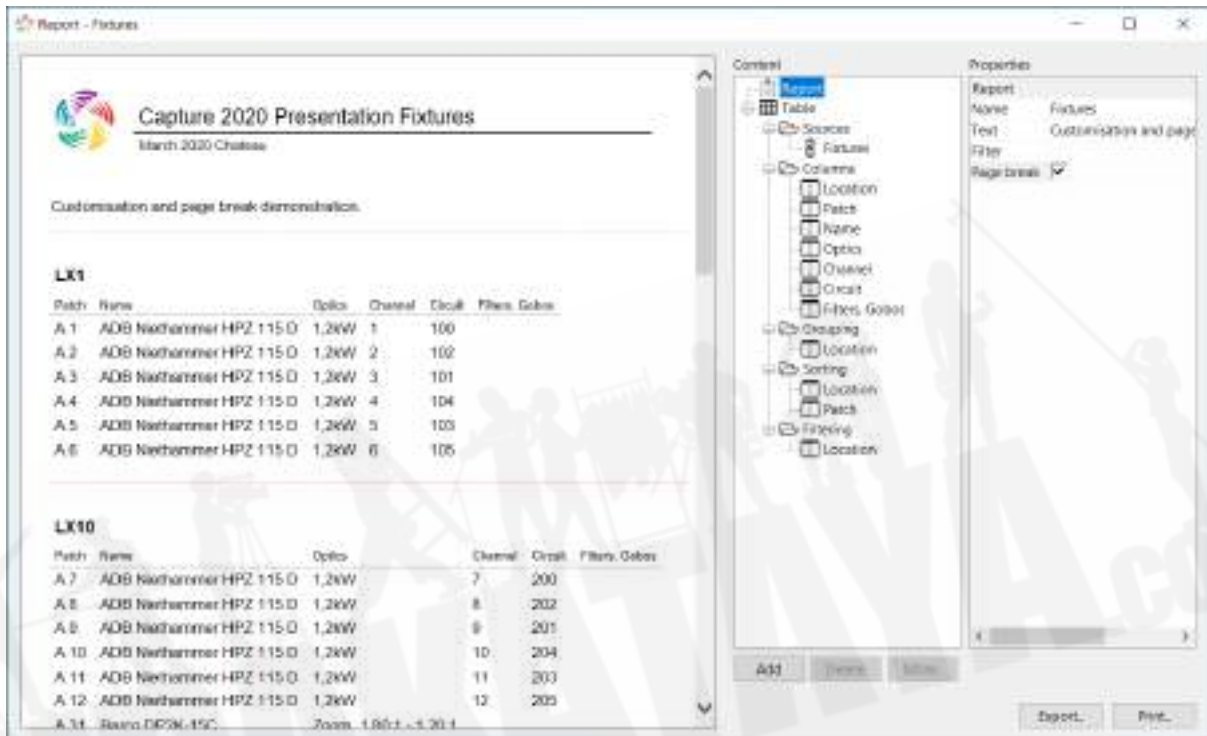 Report - Fixtures
Capture 2020 Presentation Fixtures
March 2020 Chateau
Customisation and page break demonstration.
LX1
Patch Name Optics Channel Circuit Filters, Gobos
A.1 ADB Niethammer HPZ 115 D 1,2kW 1 100
A.2 ADB Niethammer HPZ 115 D 1,2kW 2 102
A.3 ADB Niethammer HPZ 115 D 1,2kW 3 101
A.4 ADB Niethammer HPZ 115 D 1,2kW 4 104
A.5 ADB Niethammer HPZ 115 D 1,2kW 5 103
A.6 ADB Niethammer HPZ 115 D 1,2kW 6 105
LX10
Patch Name Optics Channel Circuit Filters, Gobos
A.7 ADB Niethammer HPZ 115 D 1,2kW 7 200
A.8 ADB Niethammer HPZ 115 D 1,2kW 8 202
A.9 ADB Niethammer HPZ 115 D 1,2kW 9 201
A.10 ADB Niethammer HPZ 115 D 1,2kW 10 204
A.11 ADB Niethammer HPZ 115 D 1,2kW 11 203
A.12 ADB Niethammer HPZ 115 D 1,2kW 12 205
A.31 Barco DP2K-15C Zoom
Content
Report
Table
Sources
Fixtures
Columns
Location
Patch
Name
Optics
Channel
Circuit
Filters, Gobos
Grouping
Location
Sorting
Location
Patch
Filtering
Location
Add Delete
Properties
Report
Name Fixtures
Text Customisation and page
Filter
Page break
Export... Print...